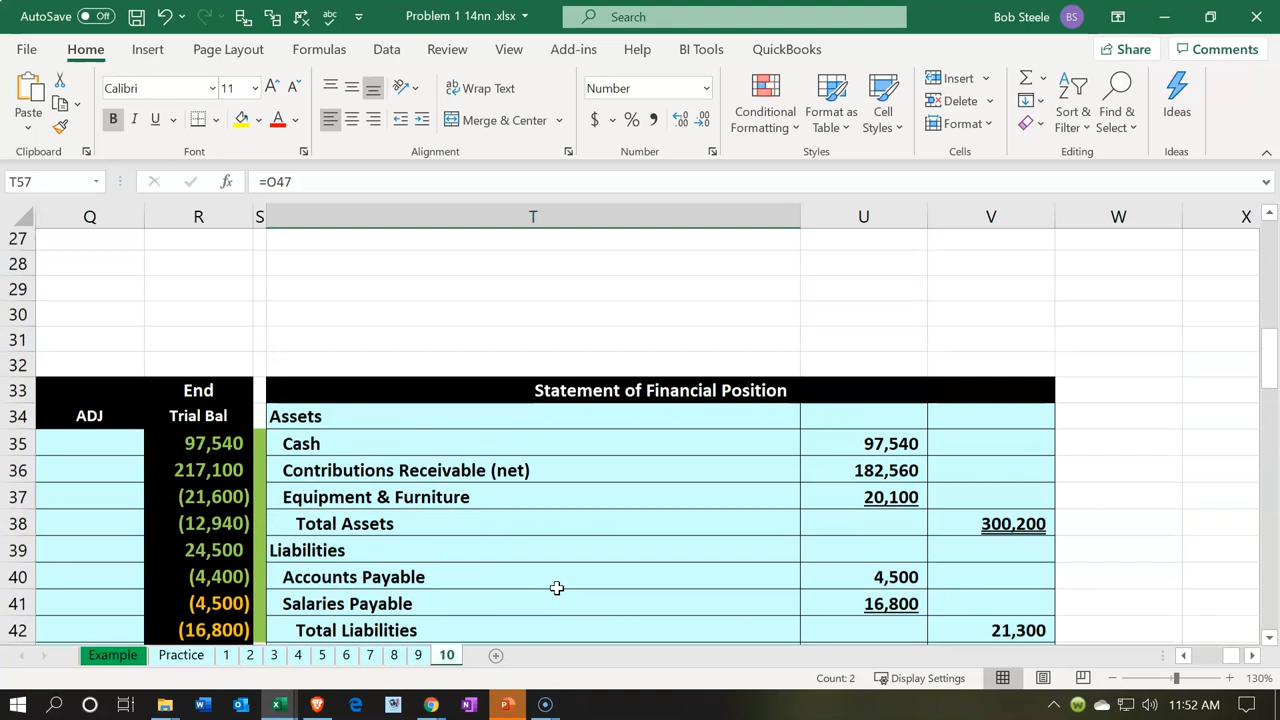 AutoSave Off Problem 1 14nn .xlsx Search Bob Steele BS
File Home Insert Page Layout Formulas Data Review View Add-ins Help BI Tools QuickBooks Share Comments
Calibri 11 Wrap Text Number Insert
Paste Conditional Format as Cell Delete Sort & Find & Ideas
B I U Merge & Center $ % Formatting Table Styles Format Filter Select
Clipboard Font Alignment Number Styles Cells Editing Ideas
T57 fx =O47
Q R S T U V W X
27
28
29
30
31
32
33 End Statement of Financial Position
34 ADJ Trial Bal Assets
35 97,540 Cash 97,540
36 217,100 Contributions Receivable (net) 182,560
37 (21,600) Equipment & Furniture 20,100
38 (12,940) Total Assets 300,200
39 24,500 Liabilities
40 (4,400) Accounts Payable 4,500
41 (4,500) Salaries Payable 16,800
42 (16,800) Total Liabilities 21,300
Example Practice 1 2 3 4 5 6 7 8 9 10
Count: 2 Display Settings 130%
11:52 AM